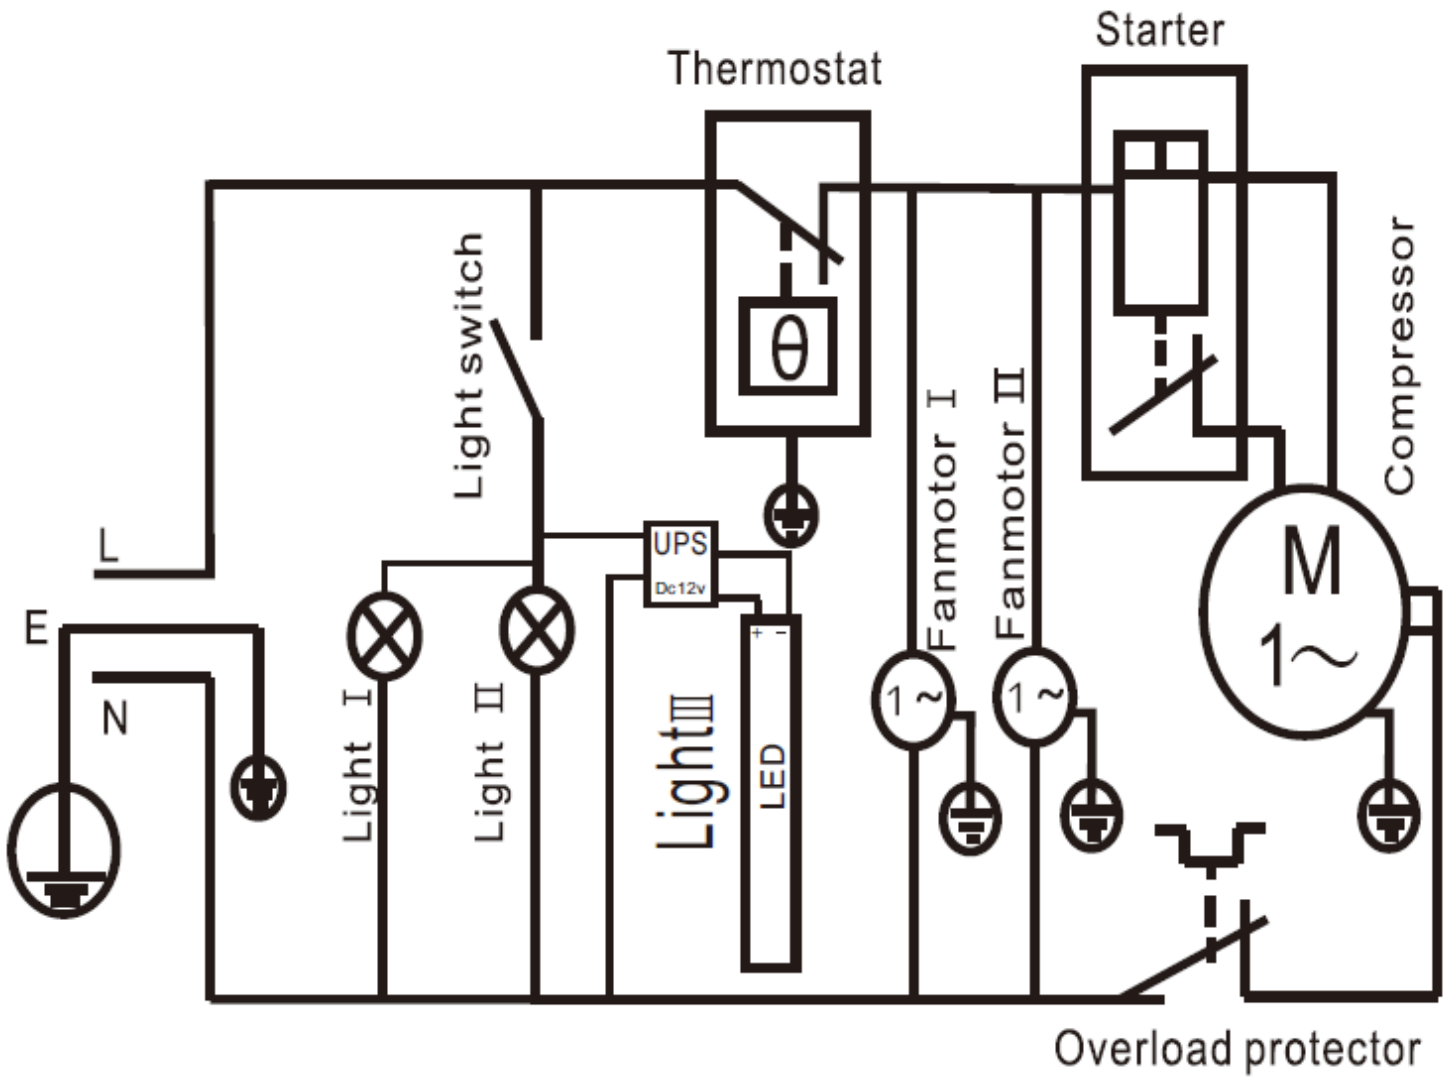 Starter
Thermostat
Light switch
Compressor
θ
Fanmotor I
Fanmotor II
L
UPS
Dc12v
M
1~
E
+ −
N
Light I
Light II
LightIII
LED
1~
1~
Overload protector